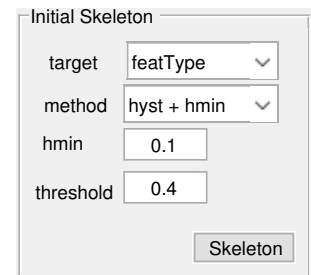 Initial Skeleton
target featType
method hyst + hmin
hmin 0.1
threshold 0.4
Skeleton